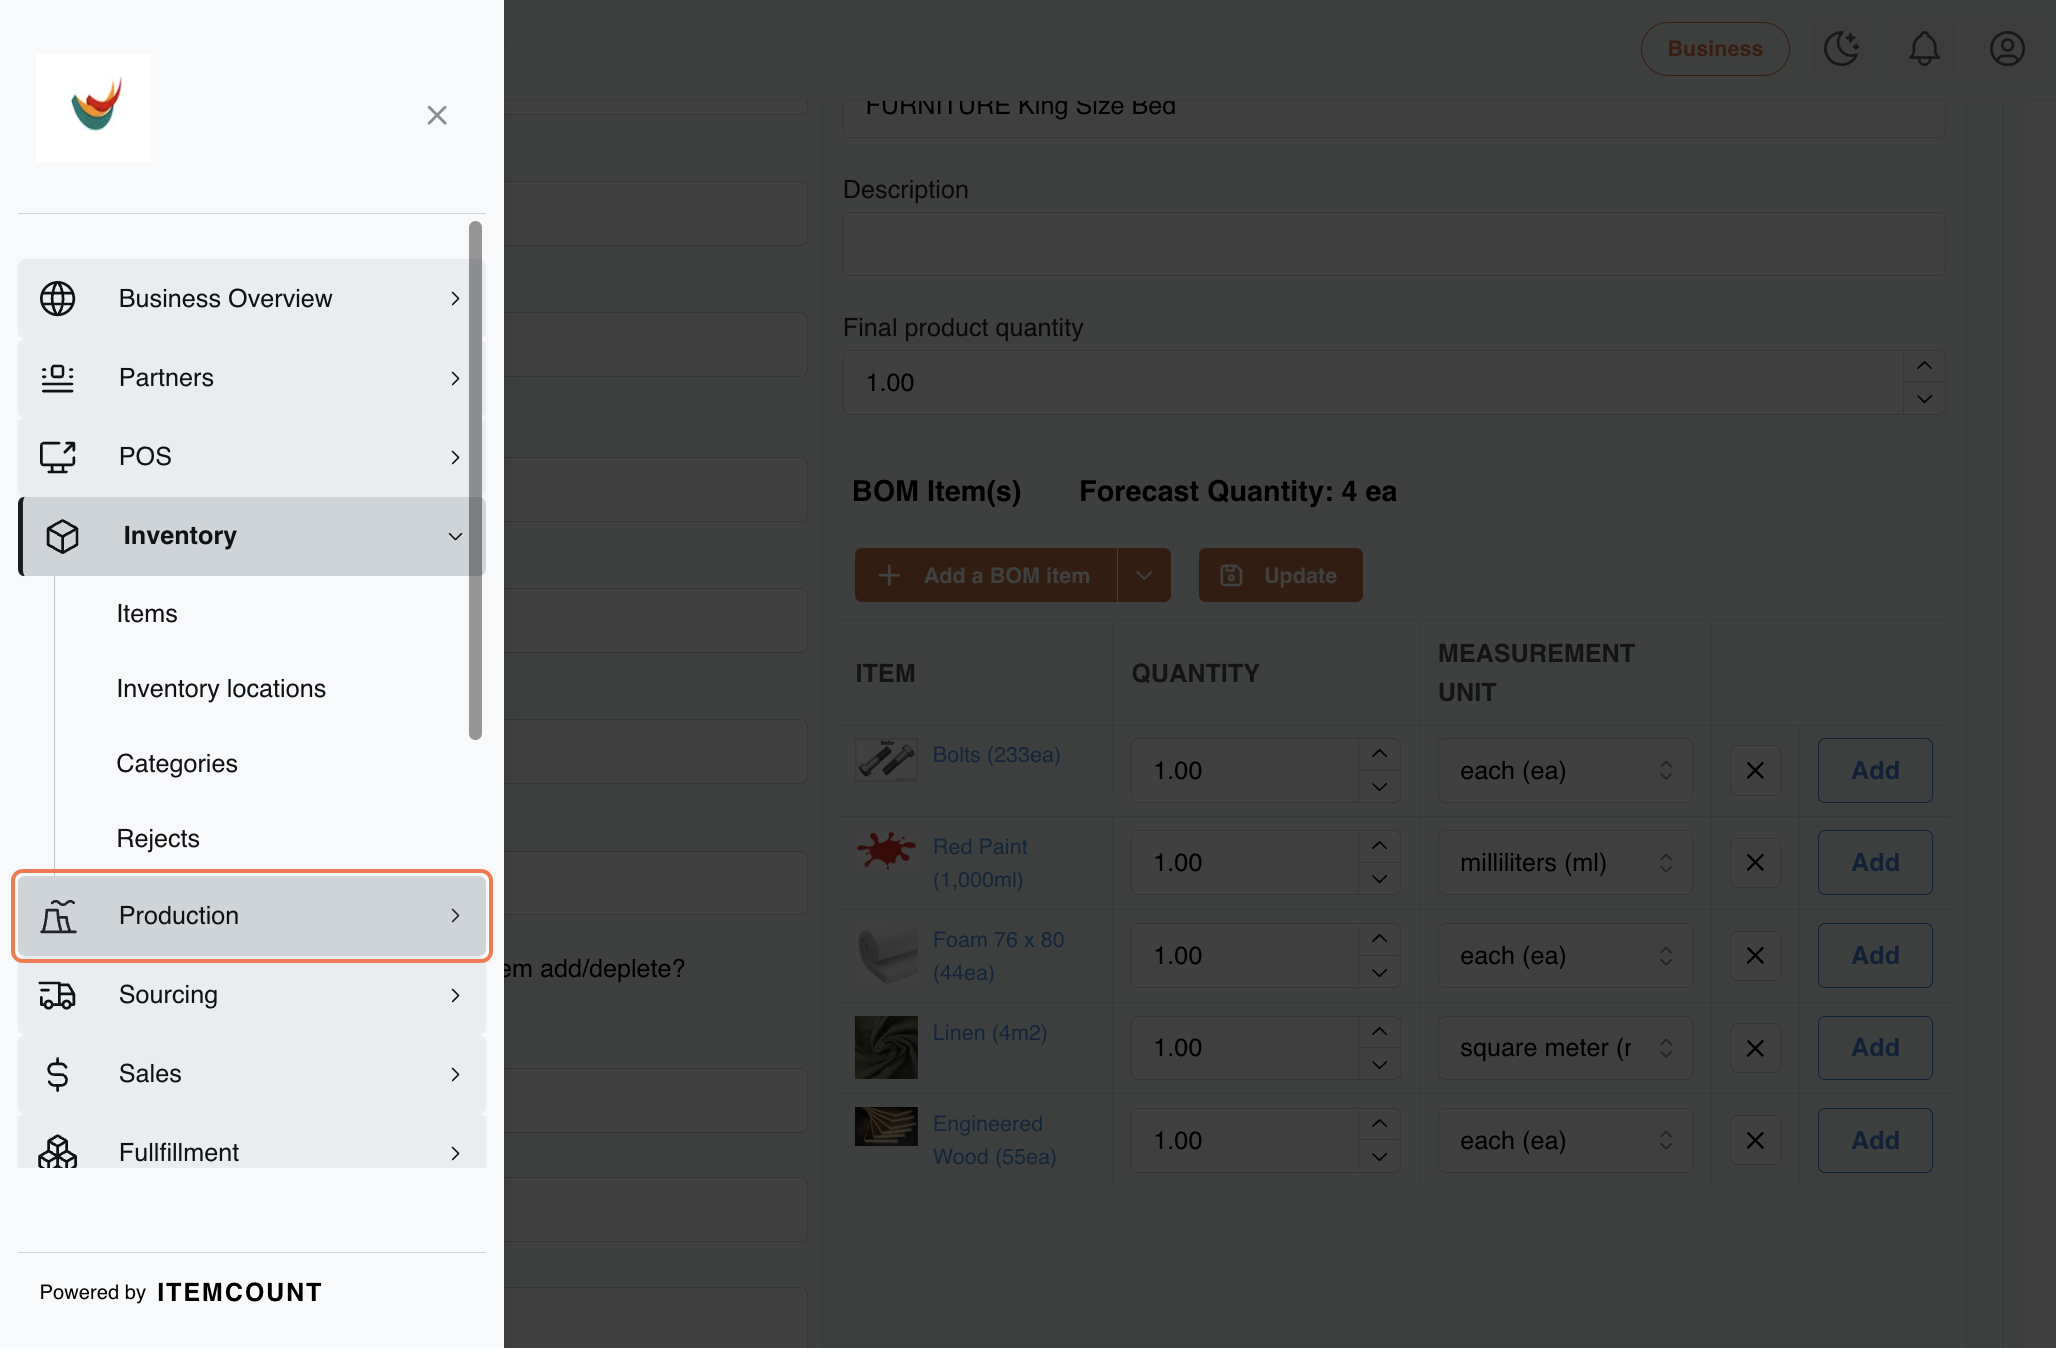 Business
FURNITURE King Size Bed
Business Overview
Partners
POS
Inventory
Items
Inventory locations
Categories
Rejects
Production
Sourcing
Sales
Fullfillment
Powered by ITEMCOUNT
em add/deplete?
Description
Final product quantity
1.00
BOM Item(s) Forecast Quantity: 4 ea
Add a BOM item Update
ITEM QUANTITY MEASUREMENT
UNIT
Bolts (233ea) 1.00 each (ea) Add
Red Paint
(1,000ml) 1.00 milliliters (ml) Add
Foam 76 x 80
(44ea) 1.00 each (ea) Add
Linen (4m2) 1.00 square meter (r Add
Engineered
Wood (55ea) 1.00 each (ea) Add